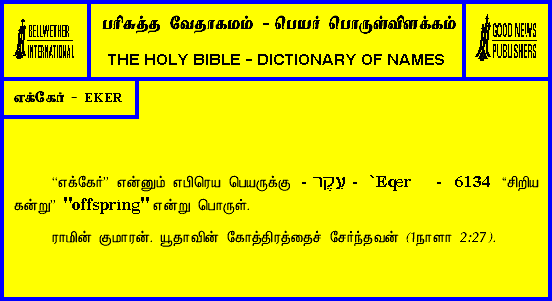 BELLWETHER
INTERNATIONAL
பரிசுத்த வேதாகமம் - பெயர் பொருள்விளக்கம்
THE HOLY BIBLE - DICTIONARY OF NAMES
GOOD NEWS
PUBLISHERS
எக்கேர் - EKER
“எக்கேர்” என்னும் எபிரெய பெயருக்கு - עֵקֶר - `Eqer - 6134 “சிறிய
கன்று” "offspring" என்று பொருள்.
ராமின் குமாரன். யூதாவின் கோத்திரத்தைச் சேர்ந்தவன் (1நாளா 2:27).